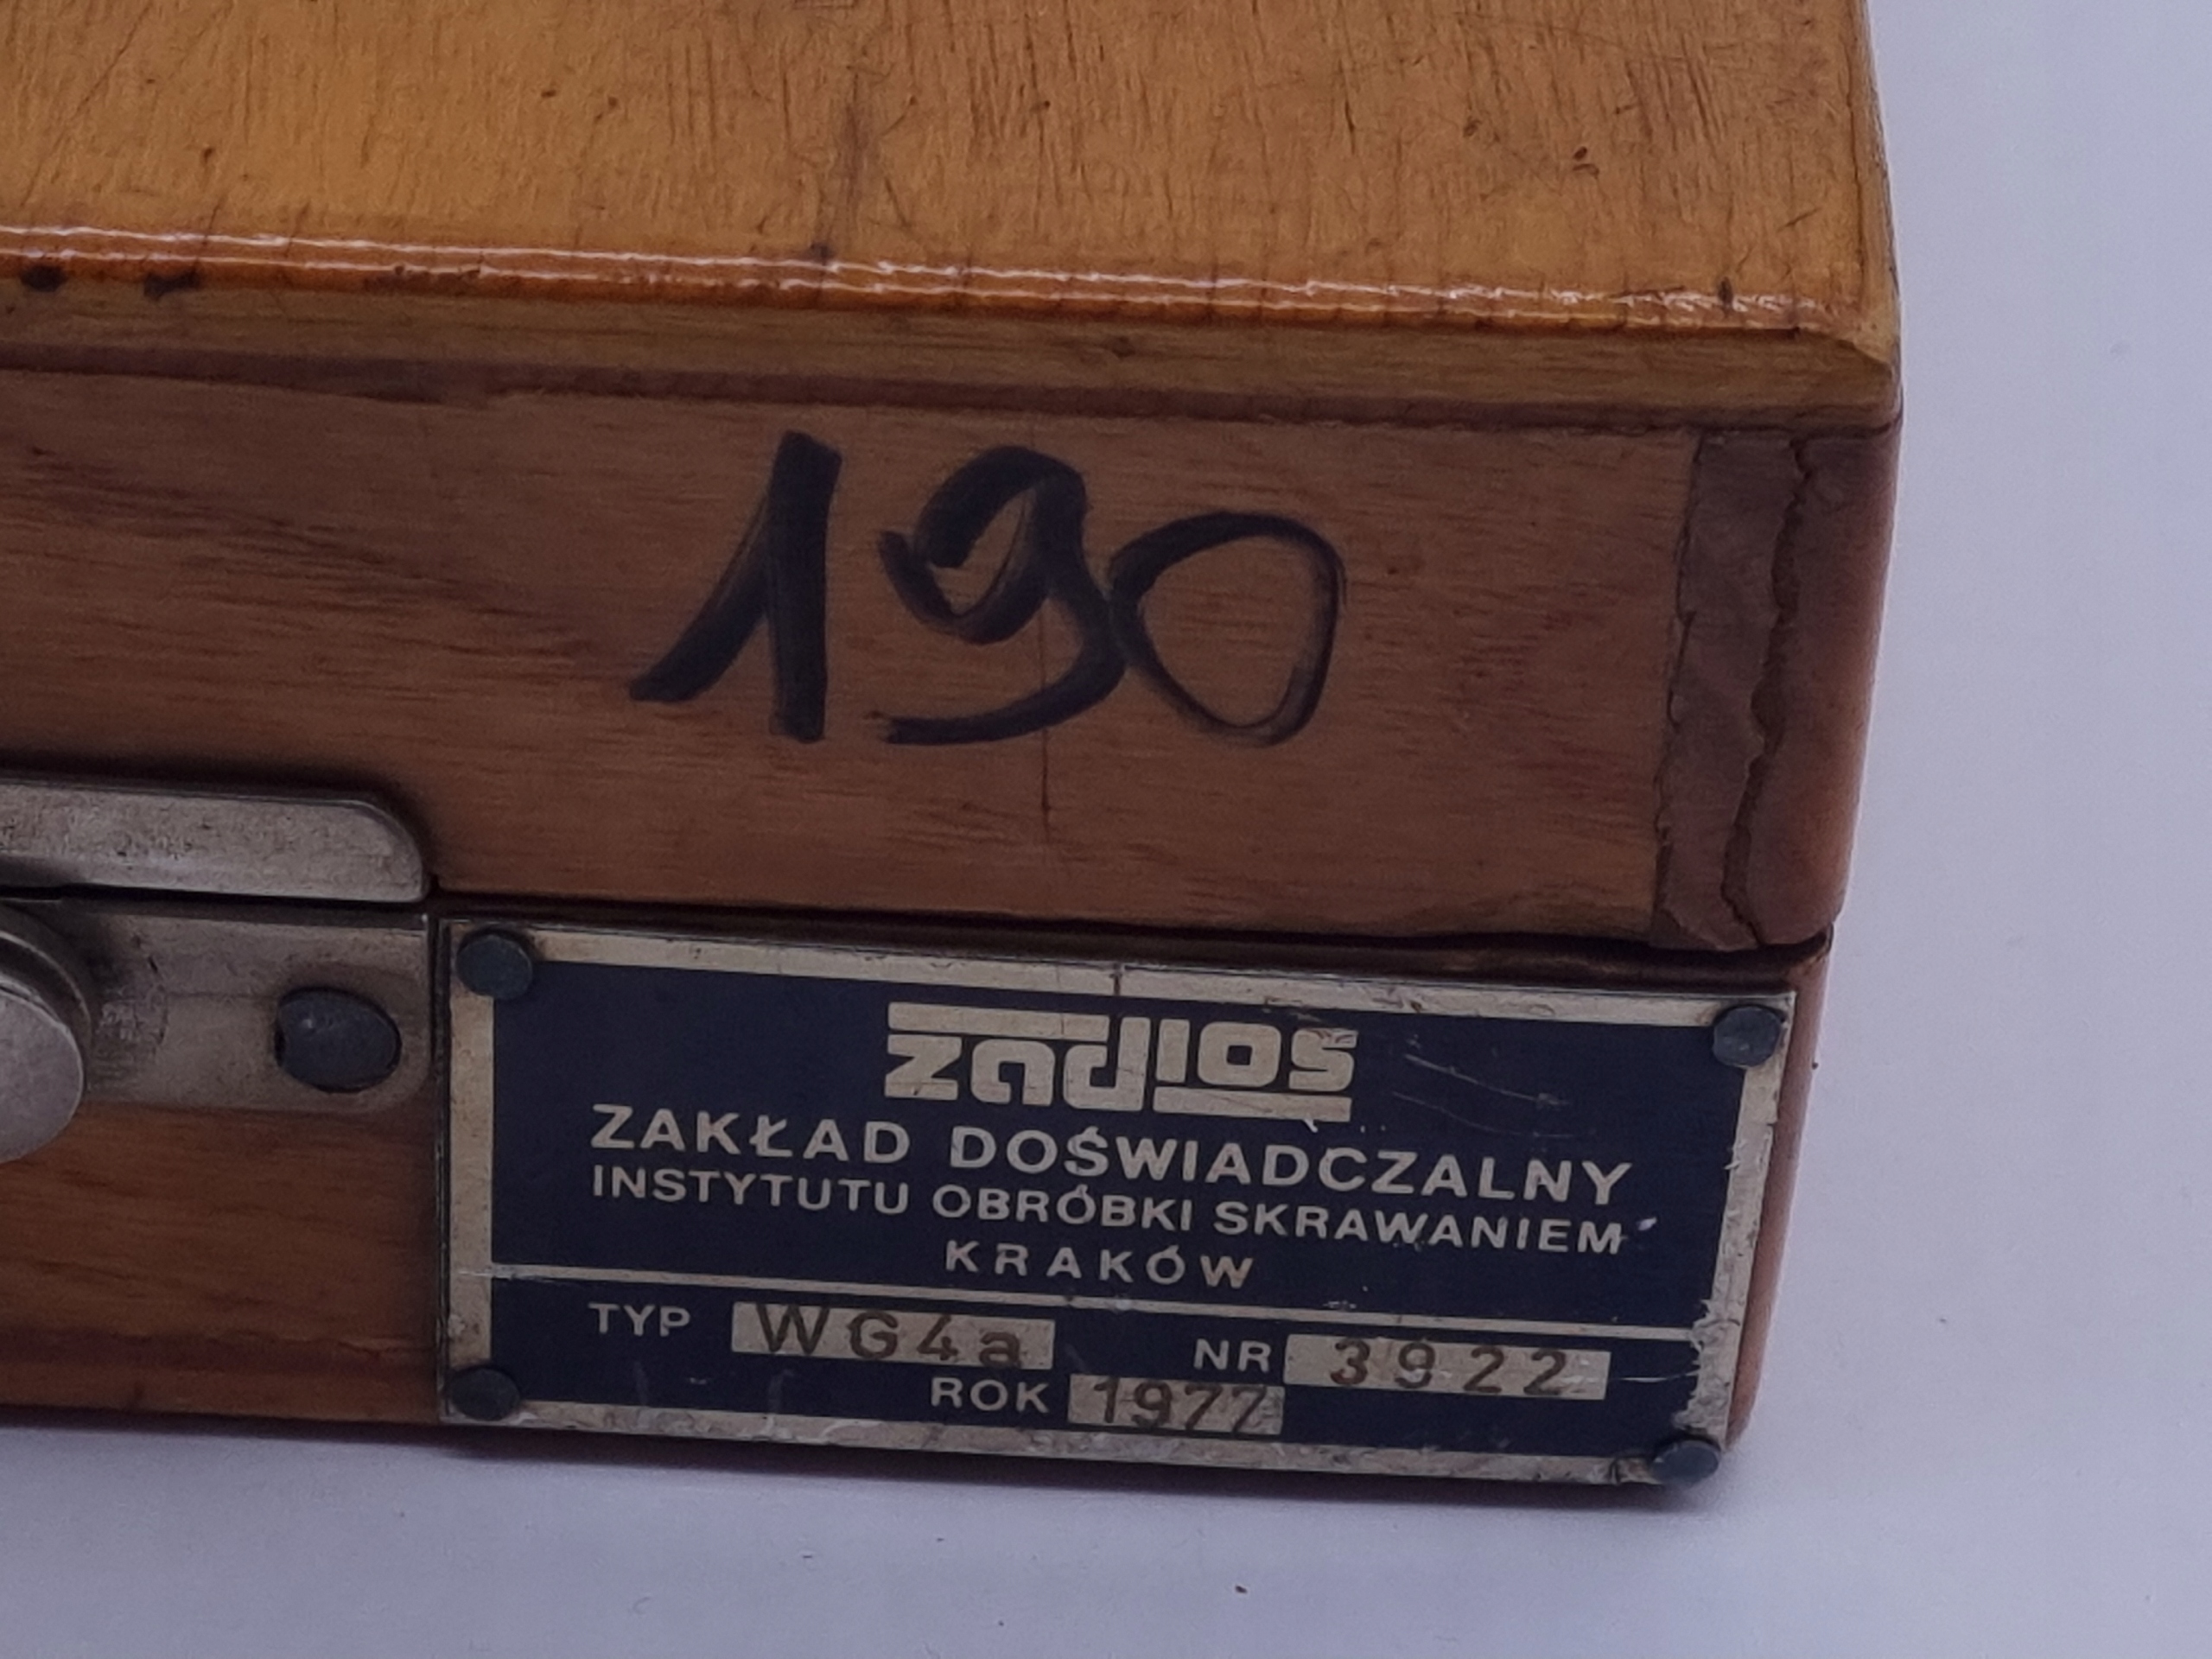 190
zadios
ZAKŁAD DOŚWIADCZALNY
INSTYTUTU OBRÓBKI SKRAWANIEM
KRAKÓW
TYP WG4a NR 3922
ROK 1977